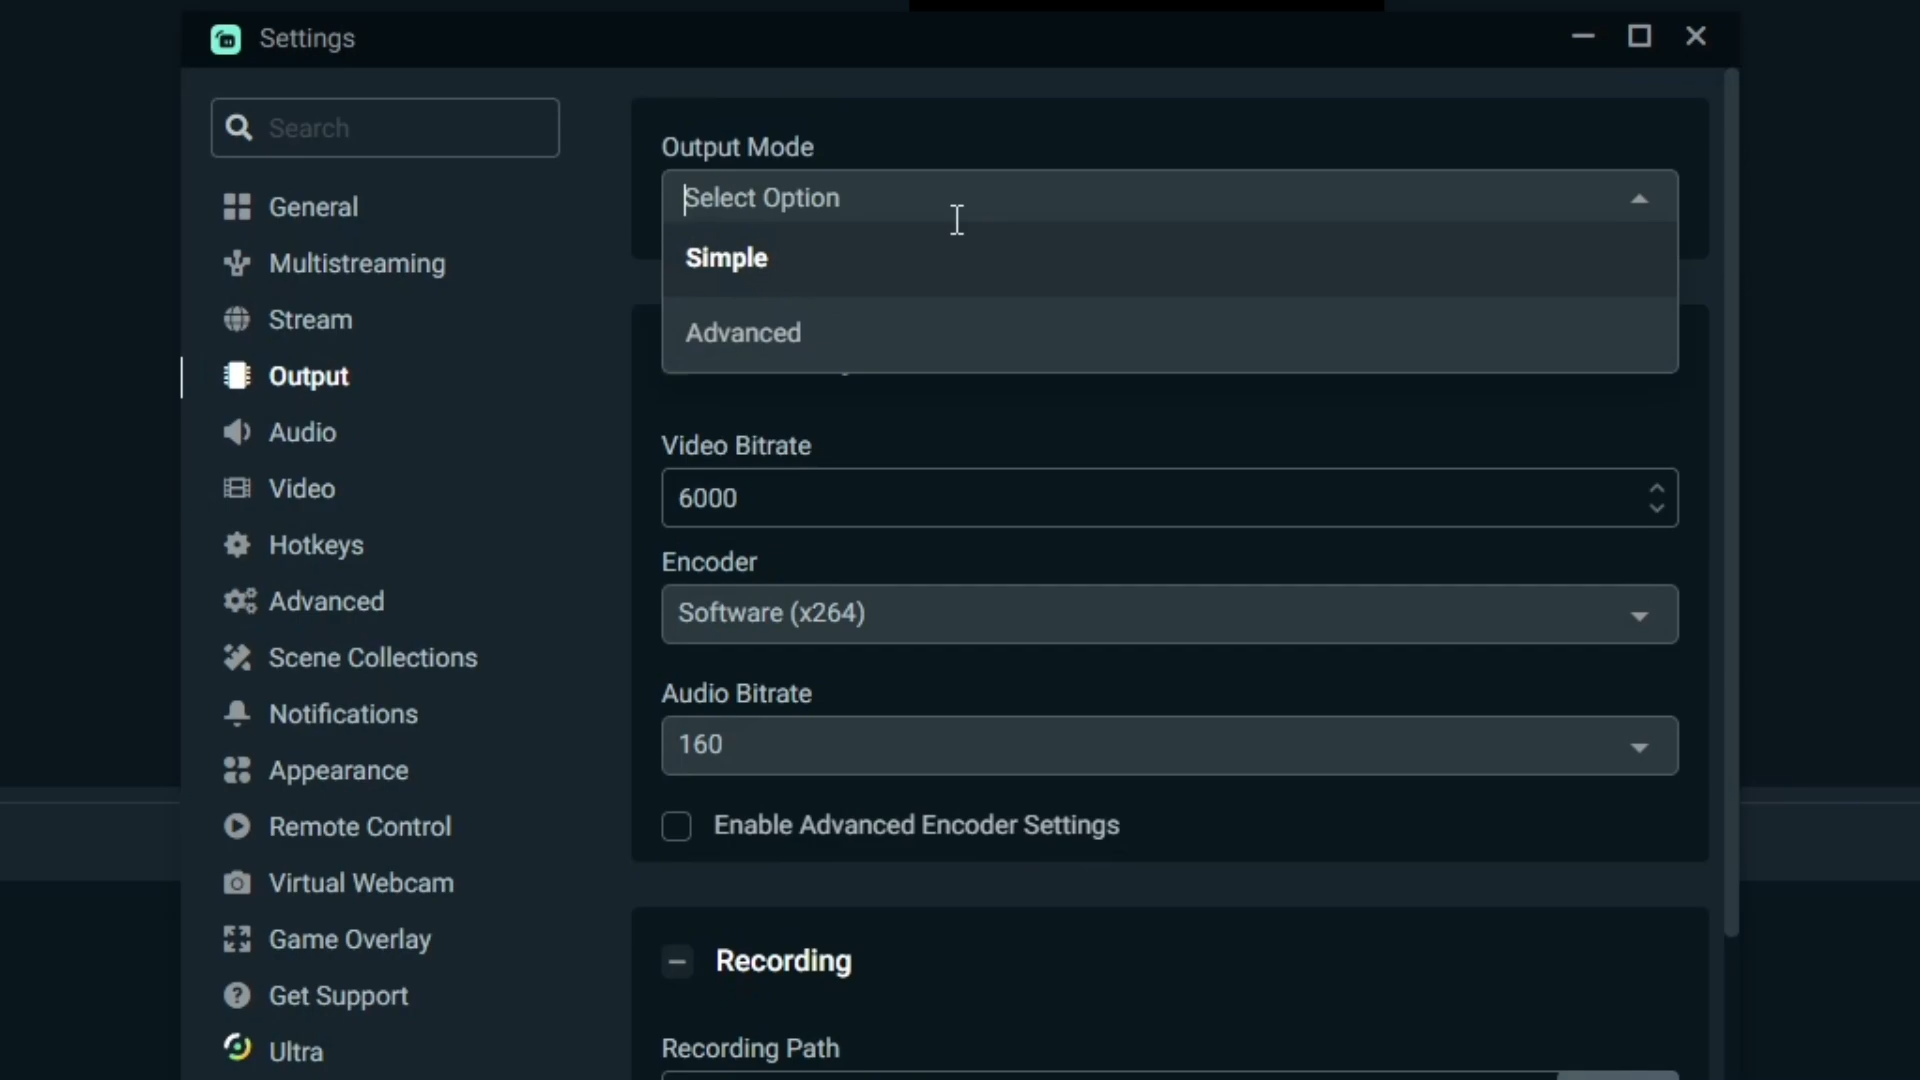 Settings
Search
General
Multistreaming
Stream
Output
Audio
Video
Hotkeys
Advanced
Scene Collections
Notifications
Appearance
Remote Control
Virtual Webcam
Game Overlay
Get Support
Ultra
Output Mode
Select Option
Simple
Advanced
Video Bitrate
6000
Encoder
Software (x264)
Audio Bitrate
160
Enable Advanced Encoder Settings
Recording
Recording Path